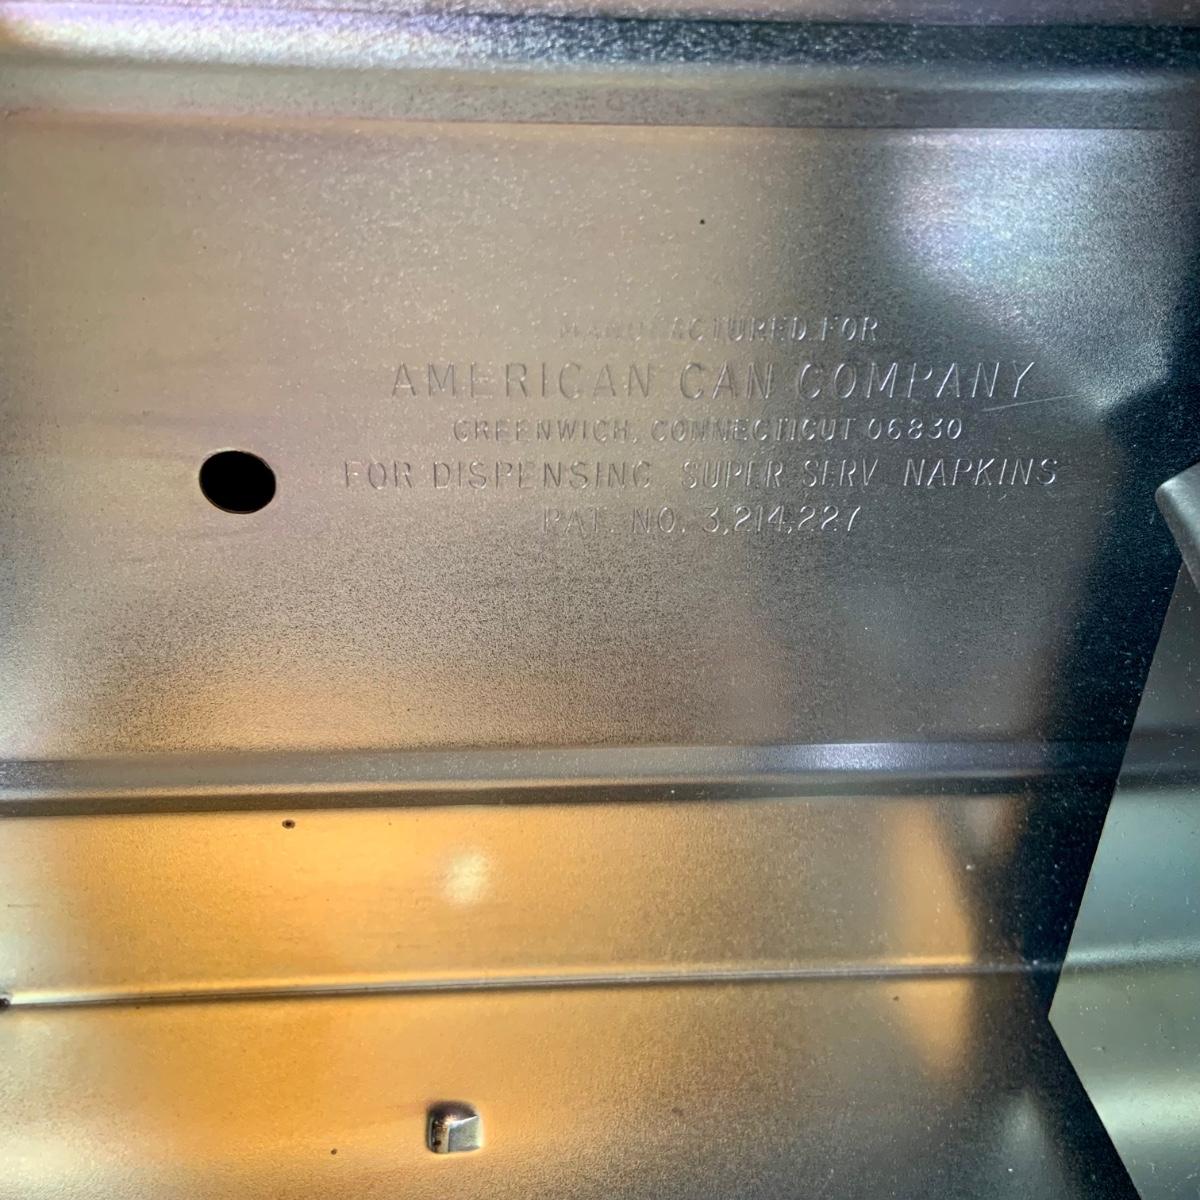 MANUFACTURED FOR
AMERICAN CAN COMPANY
GREENWICH, CONNECTICUT 06830
FOR DISPENSING SUPER SERV NAPKINS
PAT. NO. 3,214,227